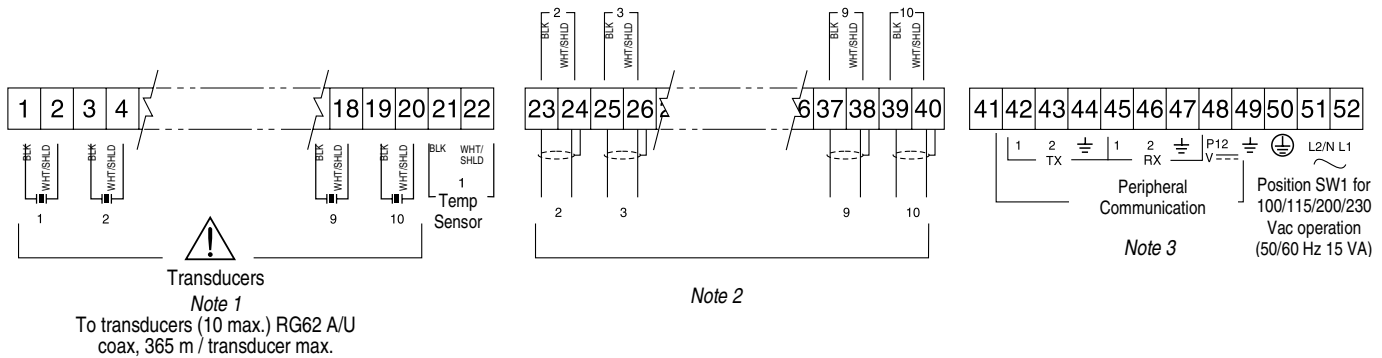 2 3 9 10
BLK WHT/SHLD BLK WHT/SHLD BLK WHT/SHLD BLK WHT/SHLD
1 2 3 4 18 19 20 21 22
23 24 25 26 6 37 38 39 40
41 42 43 44 45 46 47 48 49 50 51 52
BLK WHT/SHLD BLK WHT/SHLD BLK WHT/SHLD BLK WHT/SHLD BLK WHT/
SHLD
1 2 9 10
1
Temp
Sensor
!
Transducers
Note 1
To transducers (10 max.) RG62 A/U
coax, 365 m / transducer max.
2 3 9 10
Note 2
1 2 1 2 P12
TX RX V
L2/N L1
Peripheral
Communication
Note 3
Position SW1 for
100/115/200/230
Vac operation
(50/60 Hz 15 VA)